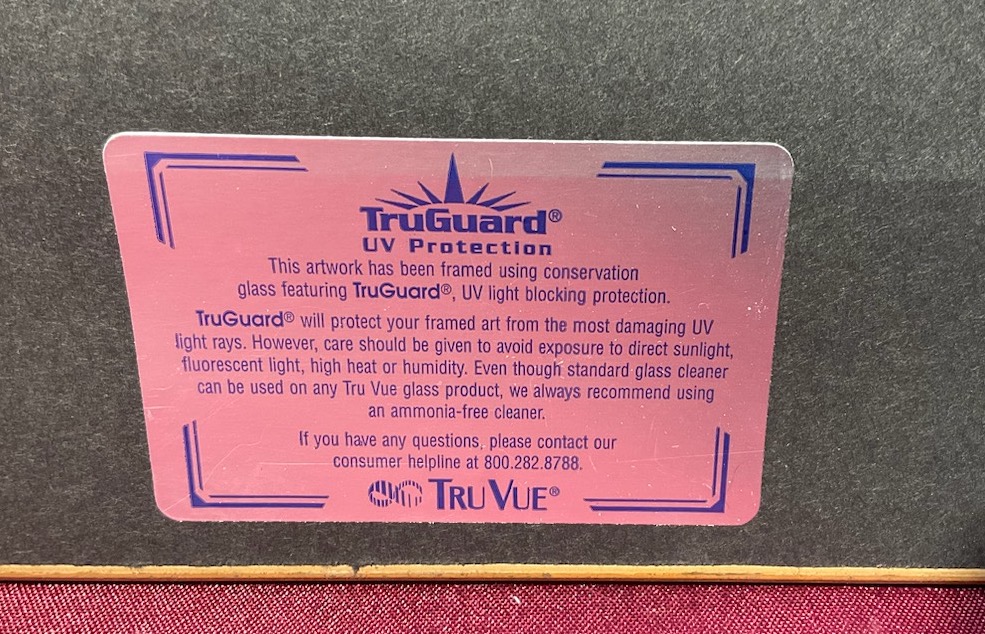 TruGuard®
UV Protection
This artwork has been framed using conservation
glass featuring TruGuard®, UV light blocking protection.
TruGuard® will protect your framed art from the most damaging UV
light rays. However, care should be given to avoid exposure to direct sunlight,
fluorescent light, high heat or humidity. Even though standard glass cleaner
can be used on any Tru Vue glass product, we always recommend using
an ammonia-free cleaner.
If you have any questions, please contact our
consumer helpline at 800.282.8788.
TRU VUE®